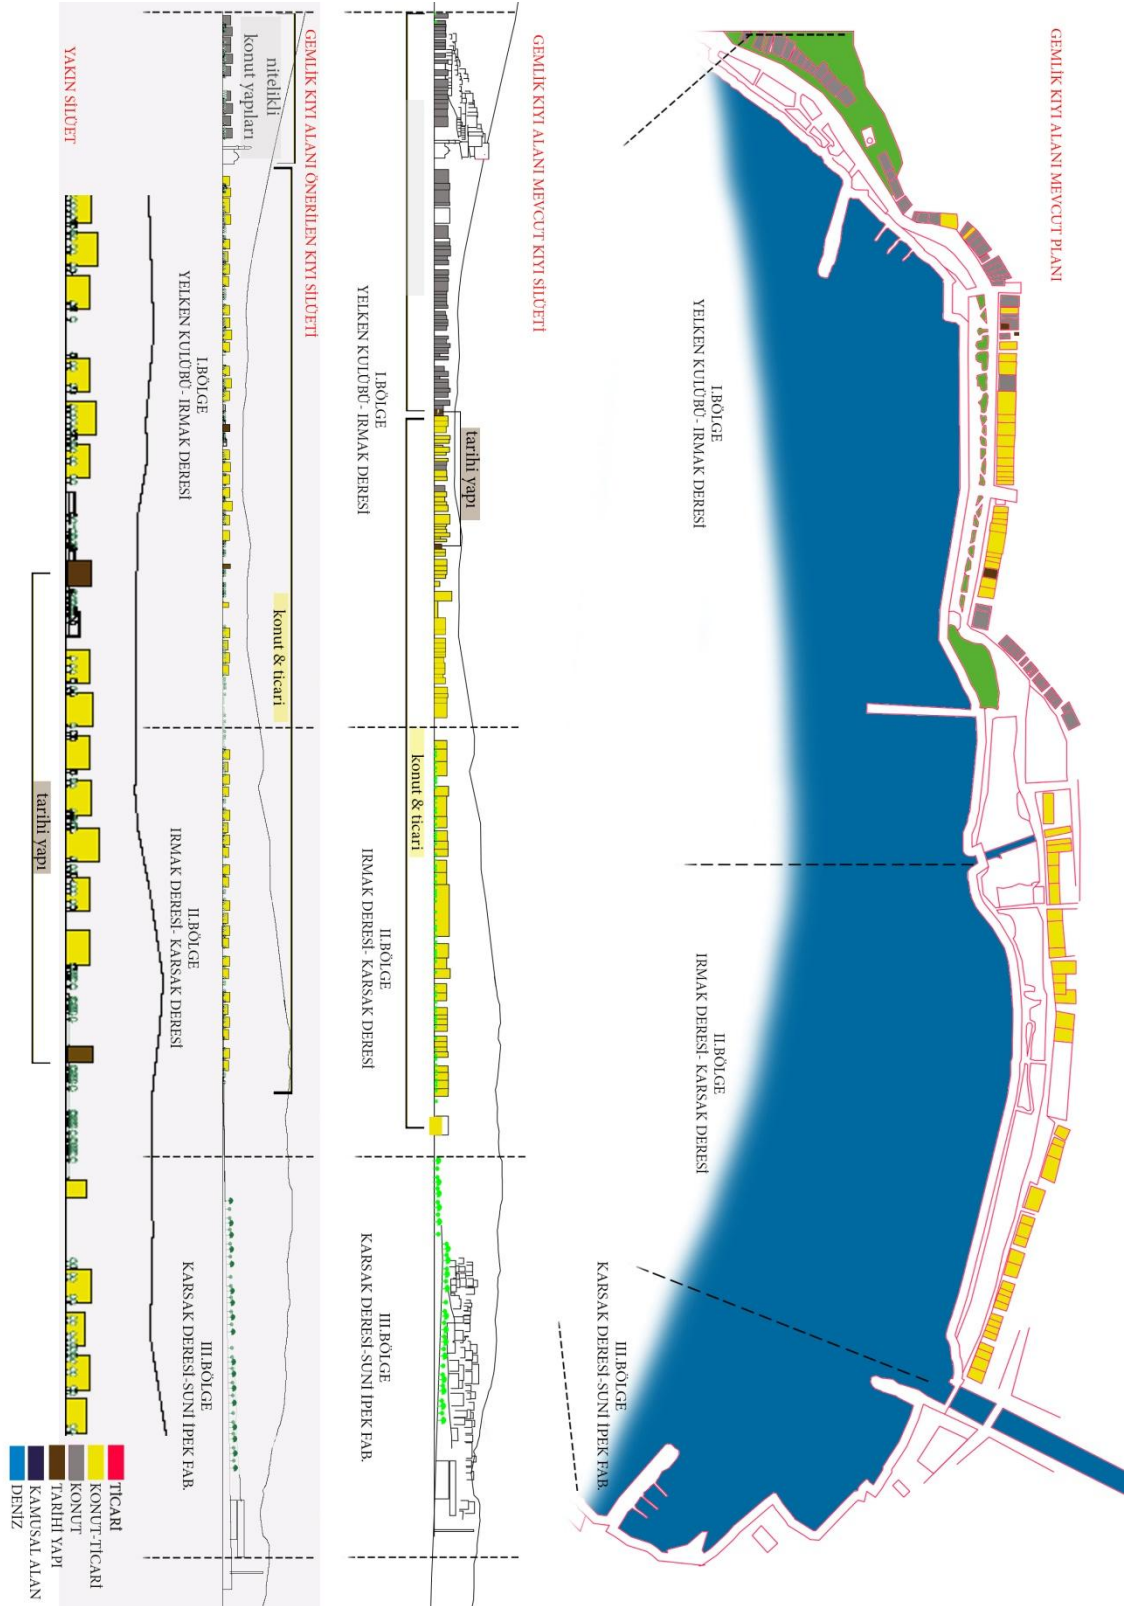 GEMLİK KIYI ALANI MEVCUT PLANI
I.BÖLGE
YELKEN KULÜBÜ- IRMAK DERESİ
II.BÖLGE
IRMAK DERESİ- KARSAK DERESİ
III.BÖLGE
KARSAK DERESİ-SUNİ İPEK FAB.
GEMLİK KIYI ALANI MEVCUT KIYI SİLÜETİ
tarihi yapı
konut & ticari
I.BÖLGE
YELKEN KULÜBÜ- IRMAK DERESİ
II.BÖLGE
IRMAK DERESİ- KARSAK DERESİ
III.BÖLGE
KARSAK DERESİ-SUNİ İPEK FAB.
GEMLİK KIYI ALANI ÖNERİLEN KIYI SİLÜETİ
nitelikli
konut yapıları
konut & ticari
I.BÖLGE
YELKEN KULÜBÜ- IRMAK DERESİ
II.BÖLGE
IRMAK DERESİ- KARSAK DERESİ
III.BÖLGE
KARSAK DERESİ-SUNİ İPEK FAB.
YAKIN SİLÜET
tarihi yapı
TİCARİ
KONUT-TİCARİ
KONUT
TARİHİ YAPI
KAMUSAL ALAN
DENİZ